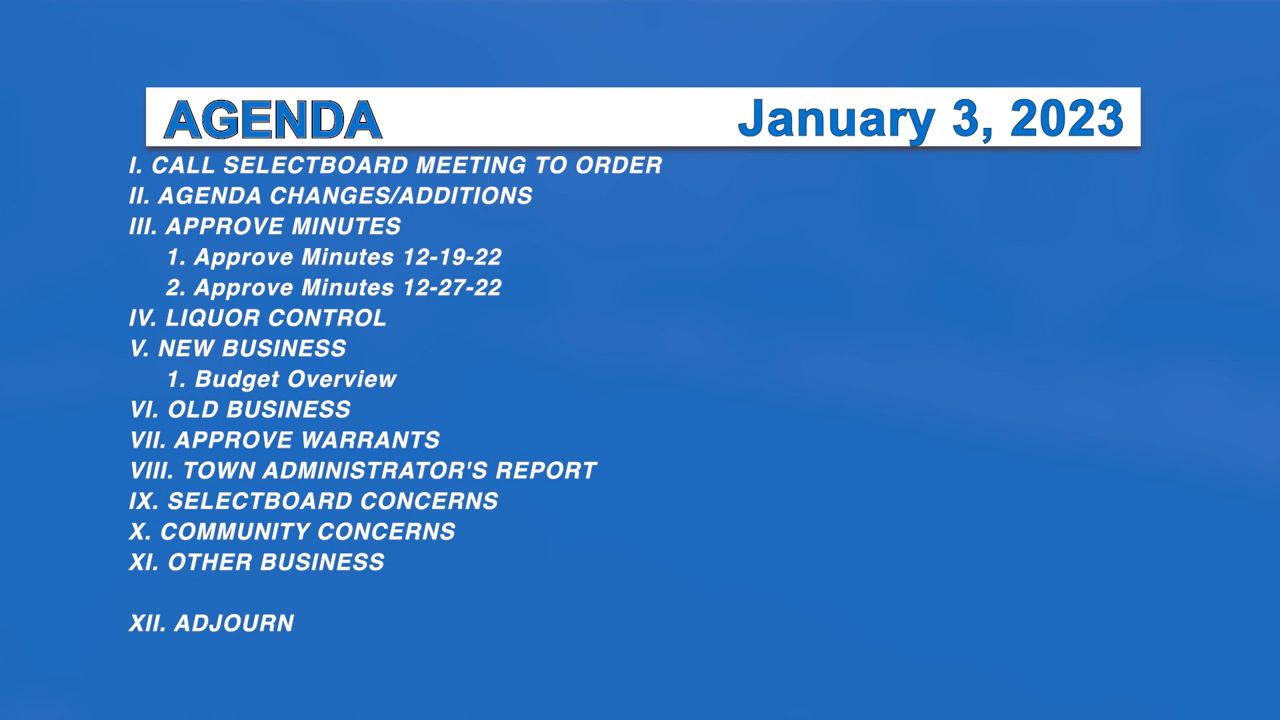 AGENDA January 3, 2023
I. CALL SELECTBOARD MEETING TO ORDER
II. AGENDA CHANGES/ADDITIONS
III. APPROVE MINUTES
1. Approve Minutes 12-19-22
2. Approve Minutes 12-27-22
IV. LIQUOR CONTROL
V. NEW BUSINESS
1. Budget Overview
VI. OLD BUSINESS
VII. APPROVE WARRANTS
VIII. TOWN ADMINISTRATOR'S REPORT
IX. SELECTBOARD CONCERNS
X. COMMUNITY CONCERNS
XI. OTHER BUSINESS
XII. ADJOURN